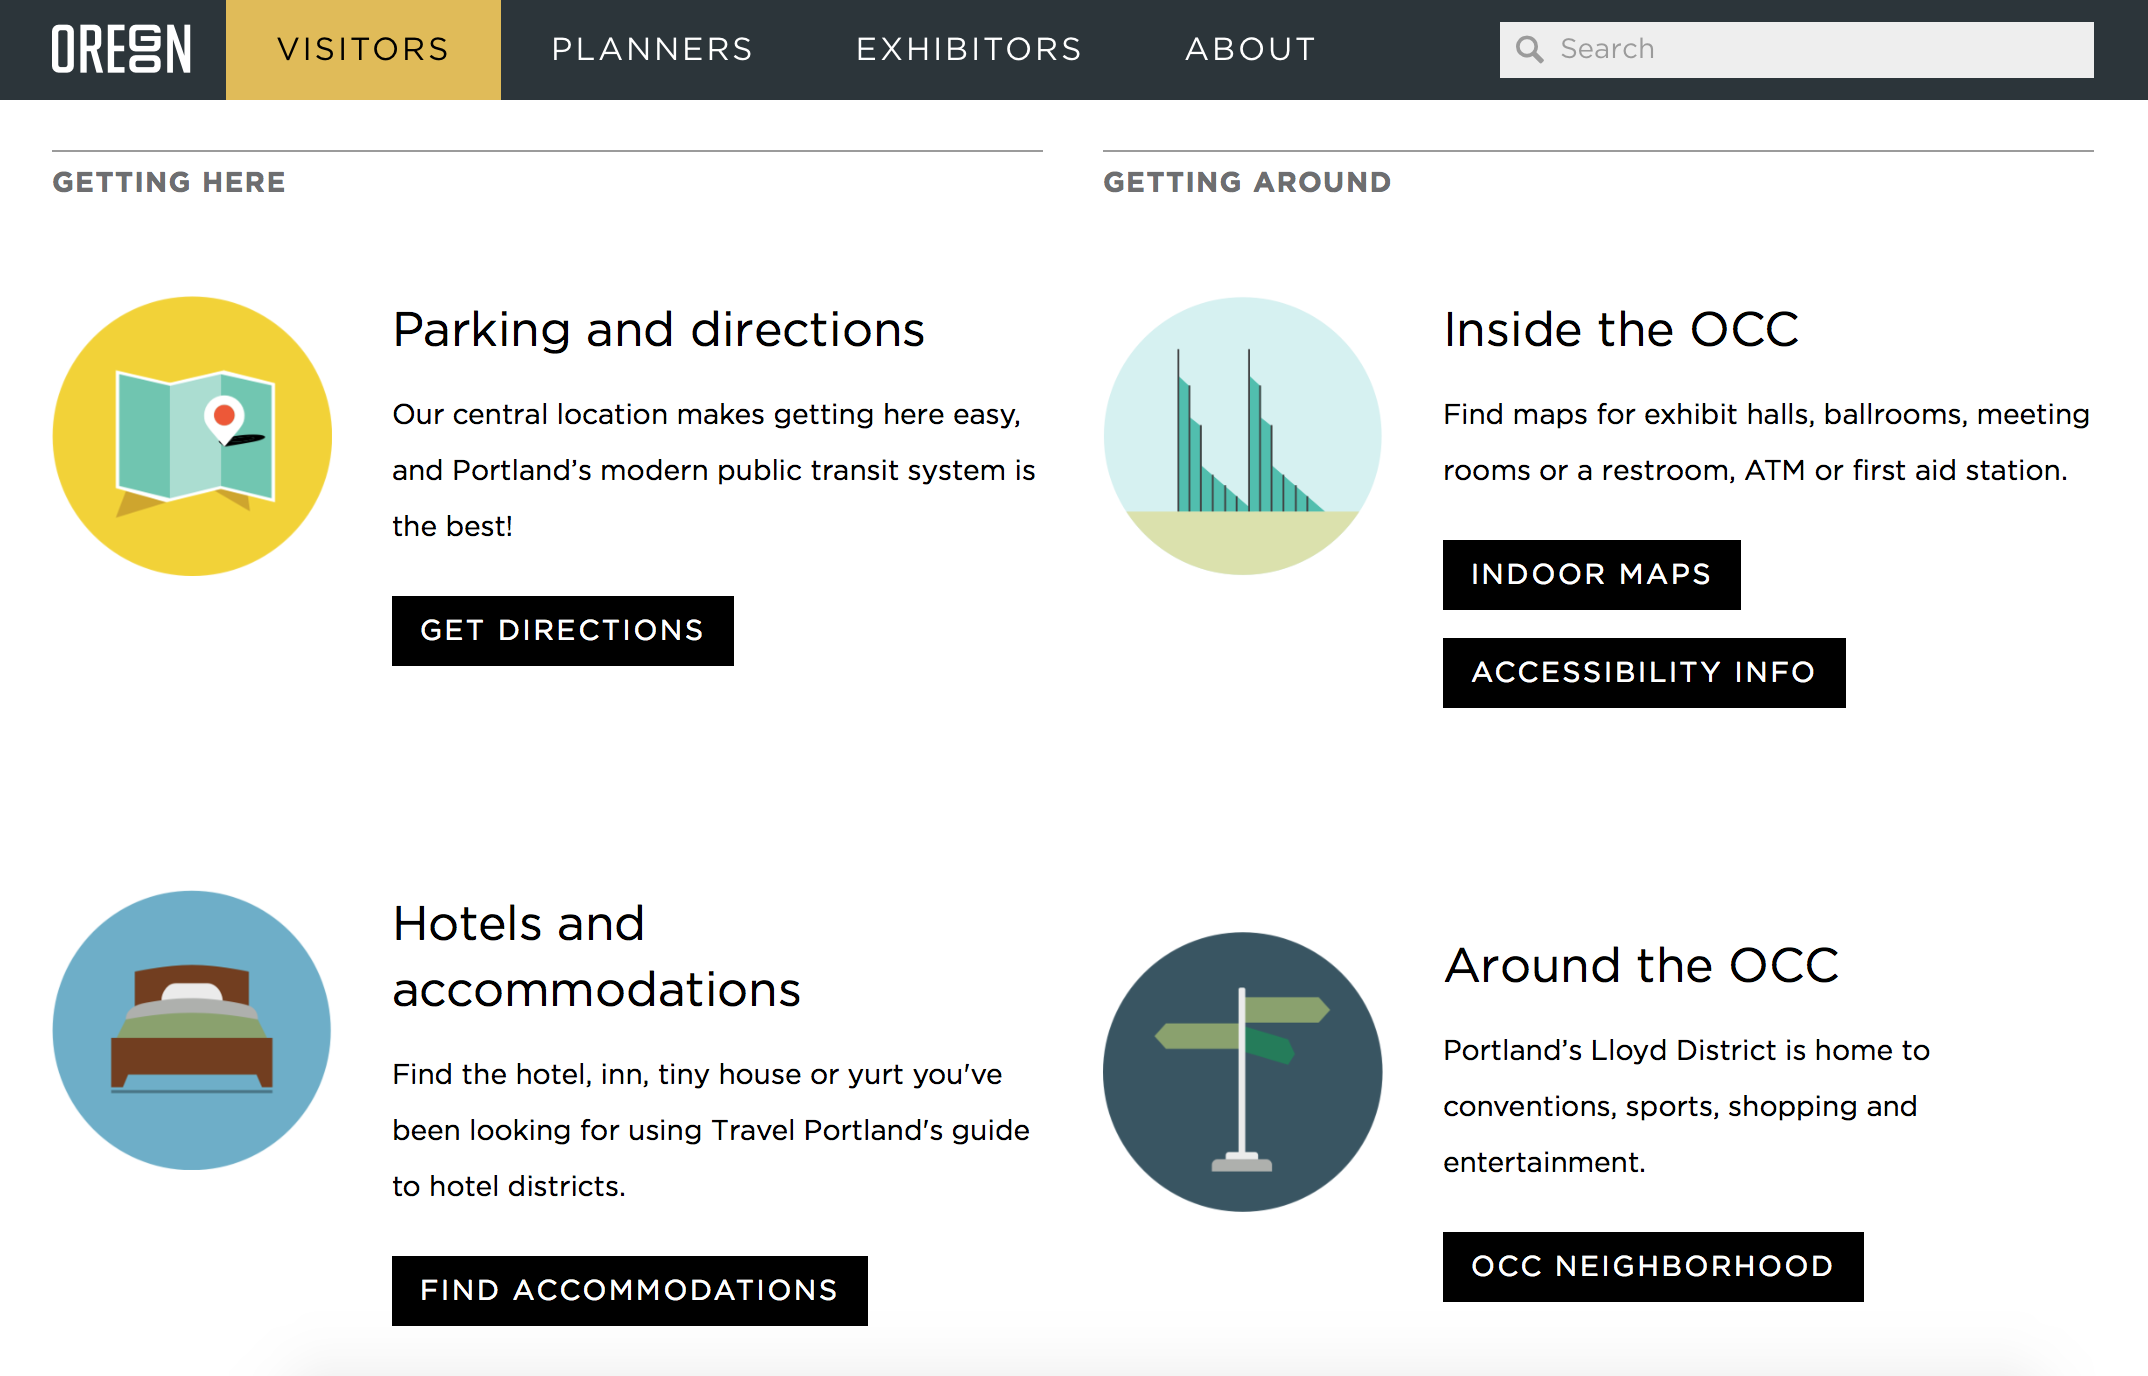 OREGON
VISITORS
PLANNERS
EXHIBITORS
ABOUT
Search
GETTING HERE
Parking and directions
Our central location makes getting here easy,
and Portland’s modern public transit system is
the best!
GET DIRECTIONS
Hotels and
accommodations
Find the hotel, inn, tiny house or yurt you've
been looking for using Travel Portland's guide
to hotel districts.
FIND ACCOMMODATIONS
GETTING AROUND
Inside the OCC
Find maps for exhibit halls, ballrooms, meeting
rooms or a restroom, ATM or first aid station.
INDOOR MAPS
ACCESSIBILITY INFO
Around the OCC
Portland’s Lloyd District is home to
conventions, sports, shopping and
entertainment.
OCC NEIGHBORHOOD